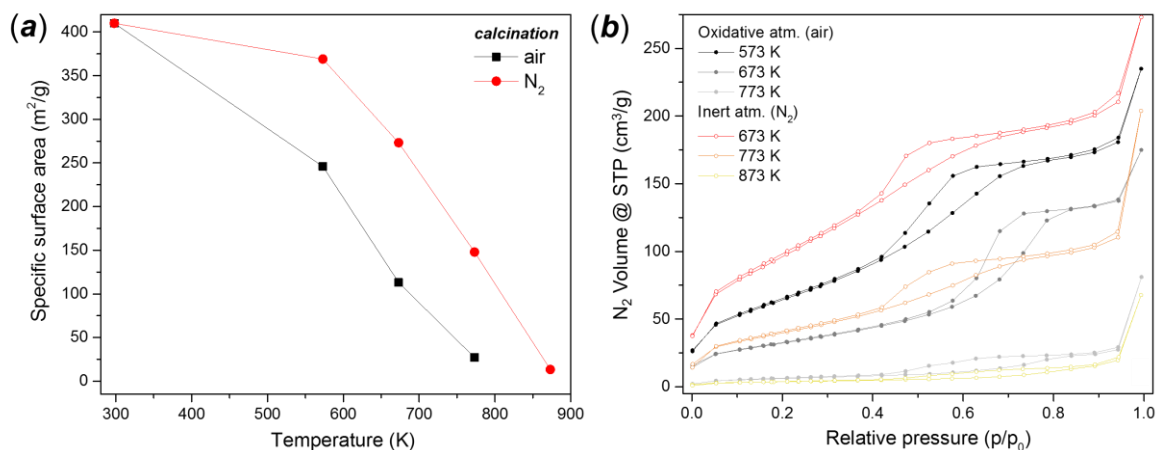 (a)
Specific surface area (m²/g)
400
350
300
250
200
150
100
50
0
calcination
air
N₂
300 400 500 600 700 800 900
Temperature (K)
(b)
N₂ Volume @ STP (cm³/g)
250
200
150
100
50
0
Oxidative atm. (air)
573 K
673 K
773 K
Inert atm. (N₂)
673 K
773 K
873 K
0.0 0.2 0.4 0.6 0.8 1.0
Relative pressure (p/p₀)